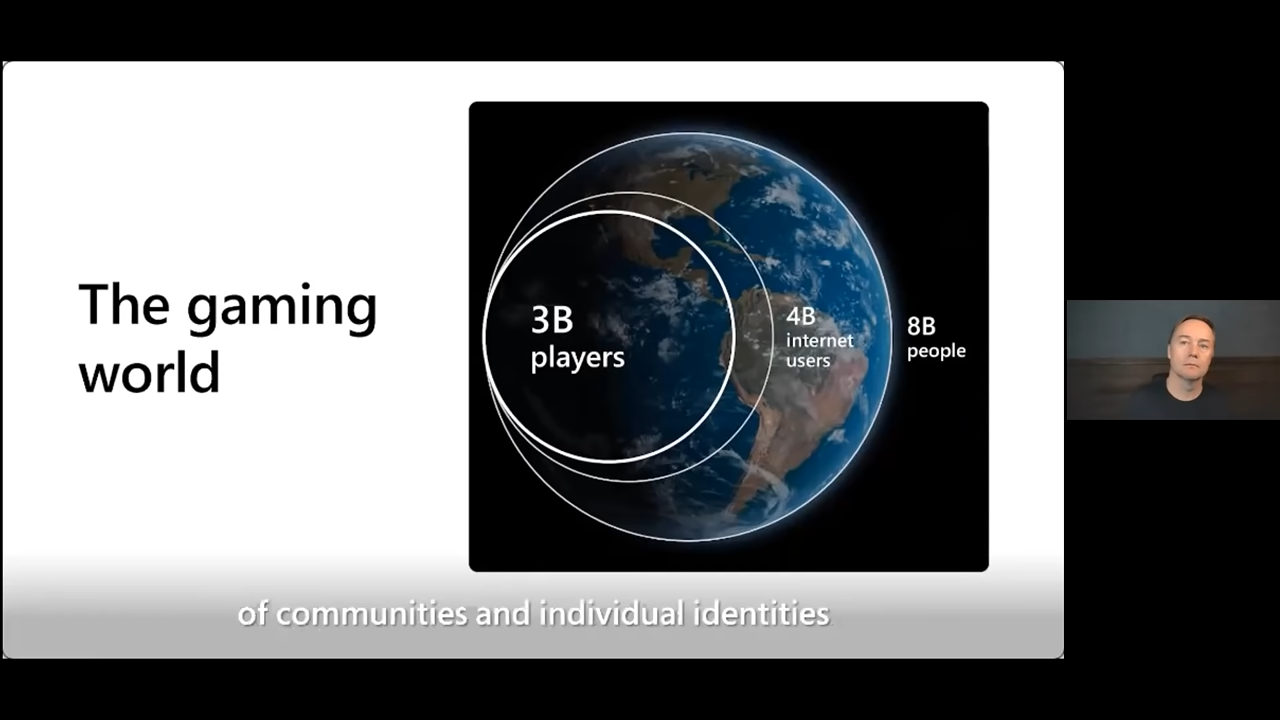 The gaming
world
3B
players
4B
internet
users
8B
people
of communities and individual identities